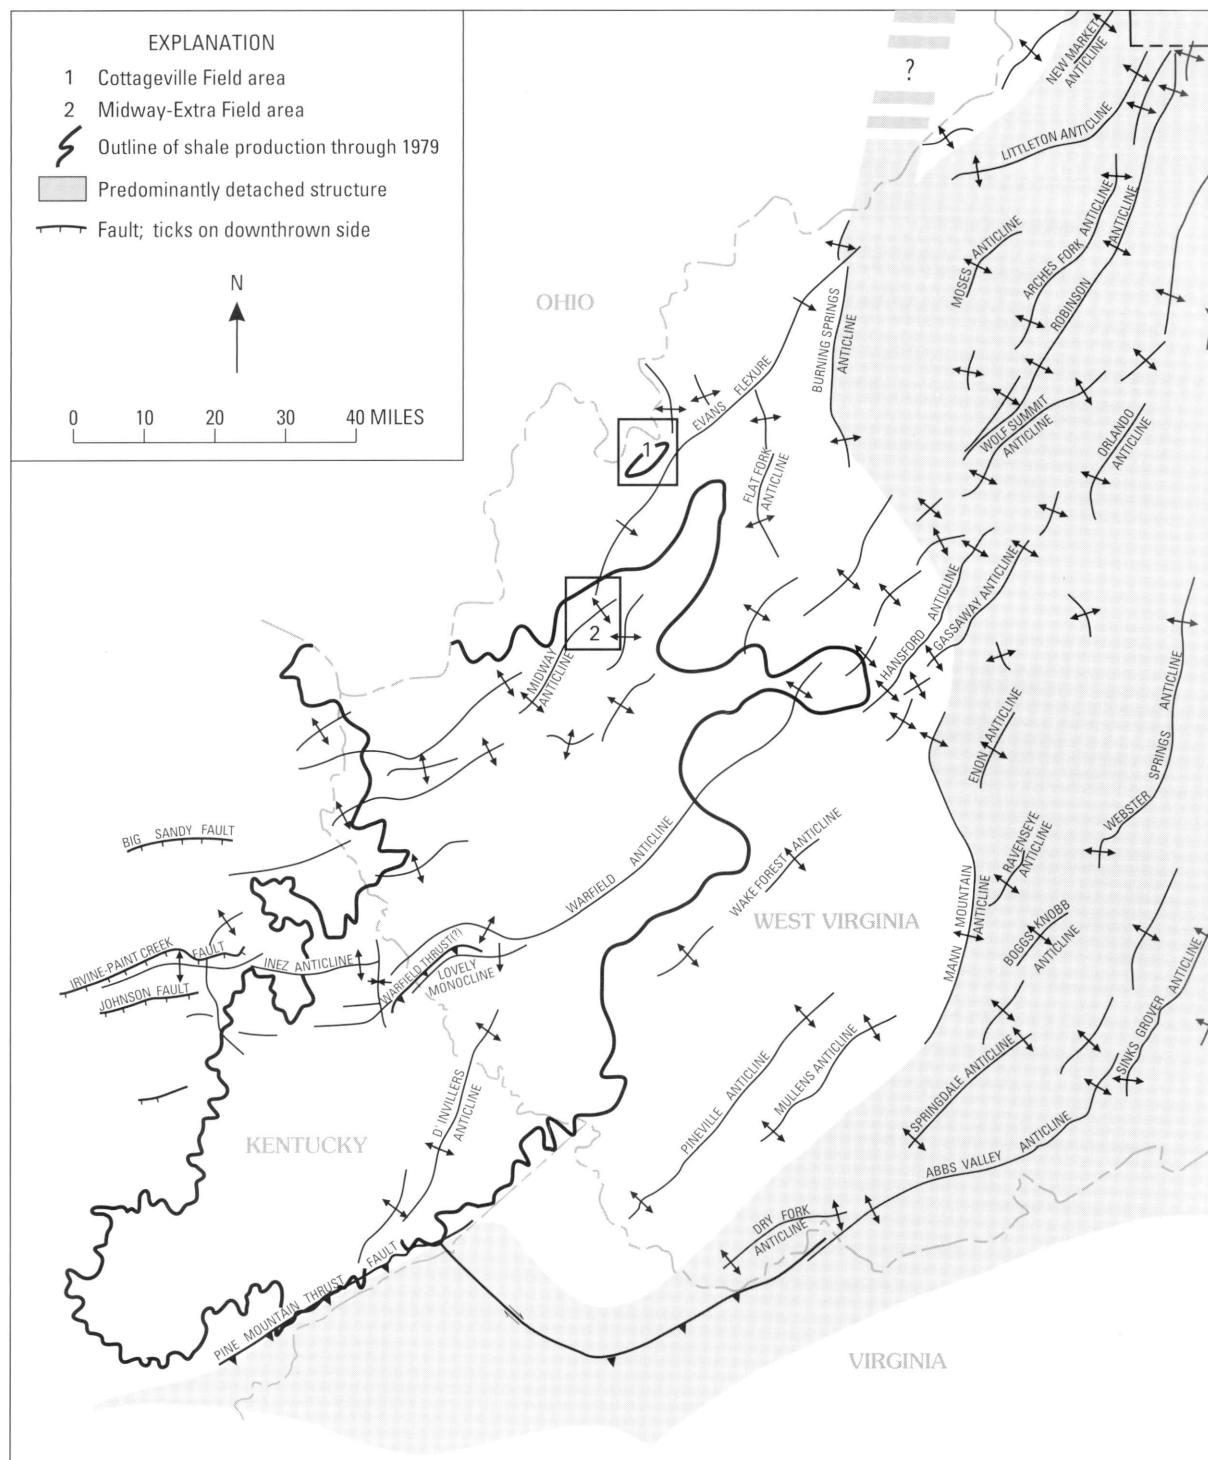 EXPLANATION
1 Cottageville Field area
2 Midway-Extra Field area
Outline of shale production through 1979
Predominantly detached structure
Fault; ticks on downthrown side
N
0 10 20 30 40 MILES
?
NEW MARKET
ANTICLINE
LITTLETON ANTICLINE
MOSES ANTICLINE
ARCHES FORK ANTICLINE
ROBINSON ANTICLINE
OHIO
BURNING SPRINGS
ANTICLINE
EVANS FLEXURE
WOLF SUMMIT
ANTICLINE
ORLANDO
ANTICLINE
1
FLAT FORK
ANTICLINE
HANSFORD ANTICLINE
GASSAWAY ANTICLINE
2
MIDWAY
ANTICLINE
WEBSTER SPRINGS ANTICLINE
ENON ANTICLINE
BIG SANDY FAULT
WARFIELD ANTICLINE
WAKE FOREST ANTICLINE
RAVENSEYE
ANTICLINE
WEST VIRGINIA
MANN MOUNTAIN
ANTICLINE
BOGGS KNOBB
ANTICLINE
IRVINE-PAINT CREEK FAULT
INEZ ANTICLINE
WARFIELD THRUST(?)
LOVELY
MONOCLINE
JOHNSON FAULT
SINKS GROVER ANTICLINE
SPRINGDALE ANTICLINE
PINEVILLE ANTICLINE
MULLENS ANTICLINE
D'INVILLERS
ANTICLINE
KENTUCKY
ABBS VALLEY ANTICLINE
DRY FORK
ANTICLINE
PINE MOUNTAIN THRUST FAULT
VIRGINIA